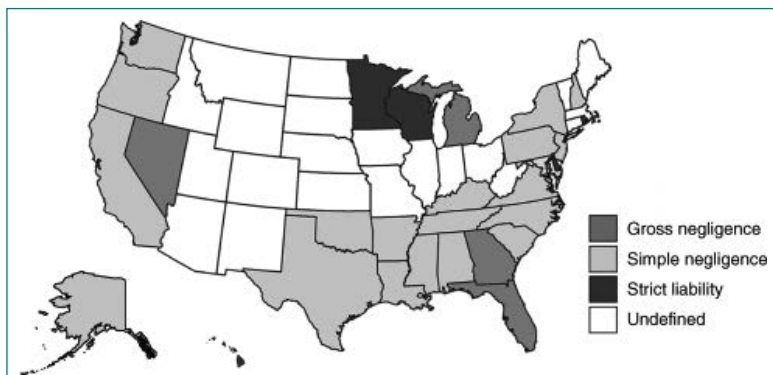 Gross negligence
Simple negligence
Strict liability
Undefined